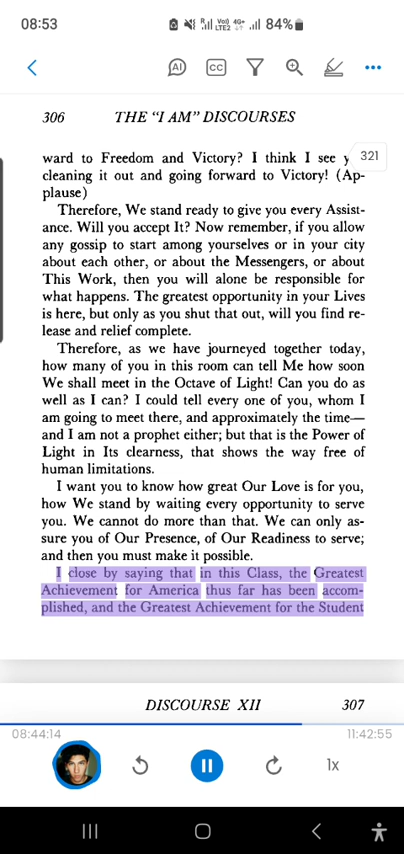 08:53
Vo)) 4G+ 84%
LTE2
AI CC
306 THE “I AM” DISCOURSES
321
ward to Freedom and Victory? I think I see
cleaning it out and going forward to Victory! (Ap-
plause)
Therefore, We stand ready to give you every Assist-
ance. Will you accept It? Now remember, if you allow
any gossip to start among yourselves or in your city
about each other, or about the Messengers, or about
This Work, then you will alone be responsible for
what happens. The greatest opportunity in your Lives
is here, but only as you shut that out, will you find re-
lease and relief complete.
Therefore, as we have journeyed together today,
how many of you in this room can tell Me how soon
We shall meet in the Octave of Light! Can you do as
well as I can? I could tell every one of you, whom I
am going to meet there, and approximately the time—
and I am not a prophet either; but that is the Power of
Light in Its clearness, that shows the way free of
human limitations.
I want you to know how great Our Love is for you,
how We stand by waiting every opportunity to serve
you. We cannot do more than that. We can only as-
sure you of Our Presence, of Our Readiness to serve;
and then you must make it possible.
I close by saying that in this Class, the Greatest
Achievement for America thus far has been accom-
plished, and the Greatest Achievement for the Student
DISCOURSE XII 307
08:44:14 11:42:55
1x